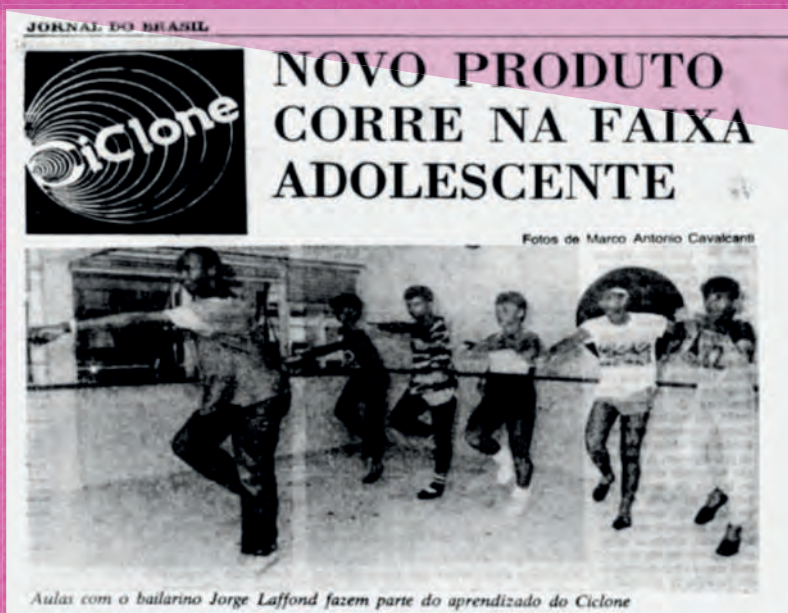 JORNAL DO BRASIL
CiClone
NOVO PRODUTO
CORRE NA FAIXA
ADOLESCENTE
Fotos de Marco Antonio Cavalcanti
Aulas com o bailarino Jorge Laffond fazem parte do aprendizado do Ciclone